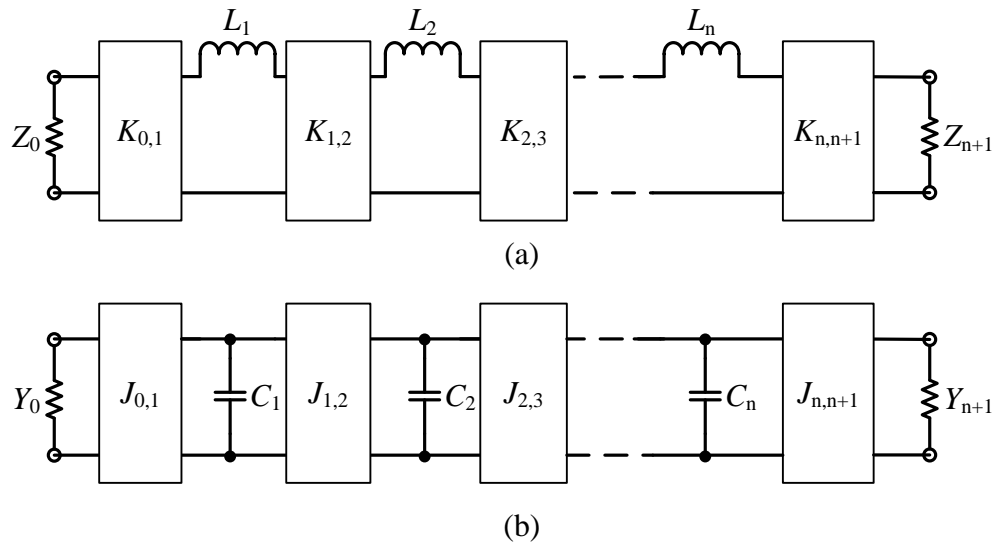 L₁ L₂ Lₙ
Z₀ K₀,₁ K₁,₂ K₂,₃ Kₙ,ₙ₊₁ Zₙ₊₁
(a)
Y₀ J₀,₁ C₁ J₁,₂ C₂ J₂,₃ Cₙ Jₙ,ₙ₊₁ Yₙ₊₁
(b)